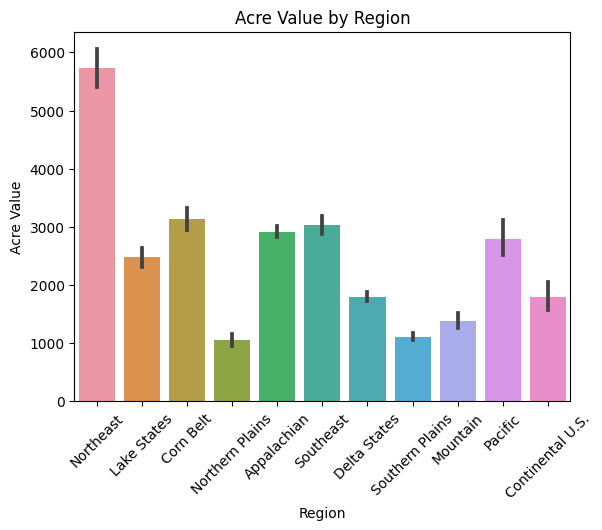 Acre Value by Region
Acre Value
6000
5000
4000
3000
2000
1000
0
Northeast
Lake States
Corn Belt
Northern Plains
Appalachian
Southeast
Delta States
Southern Plains
Mountain
Pacific
Continental U.S.
Region